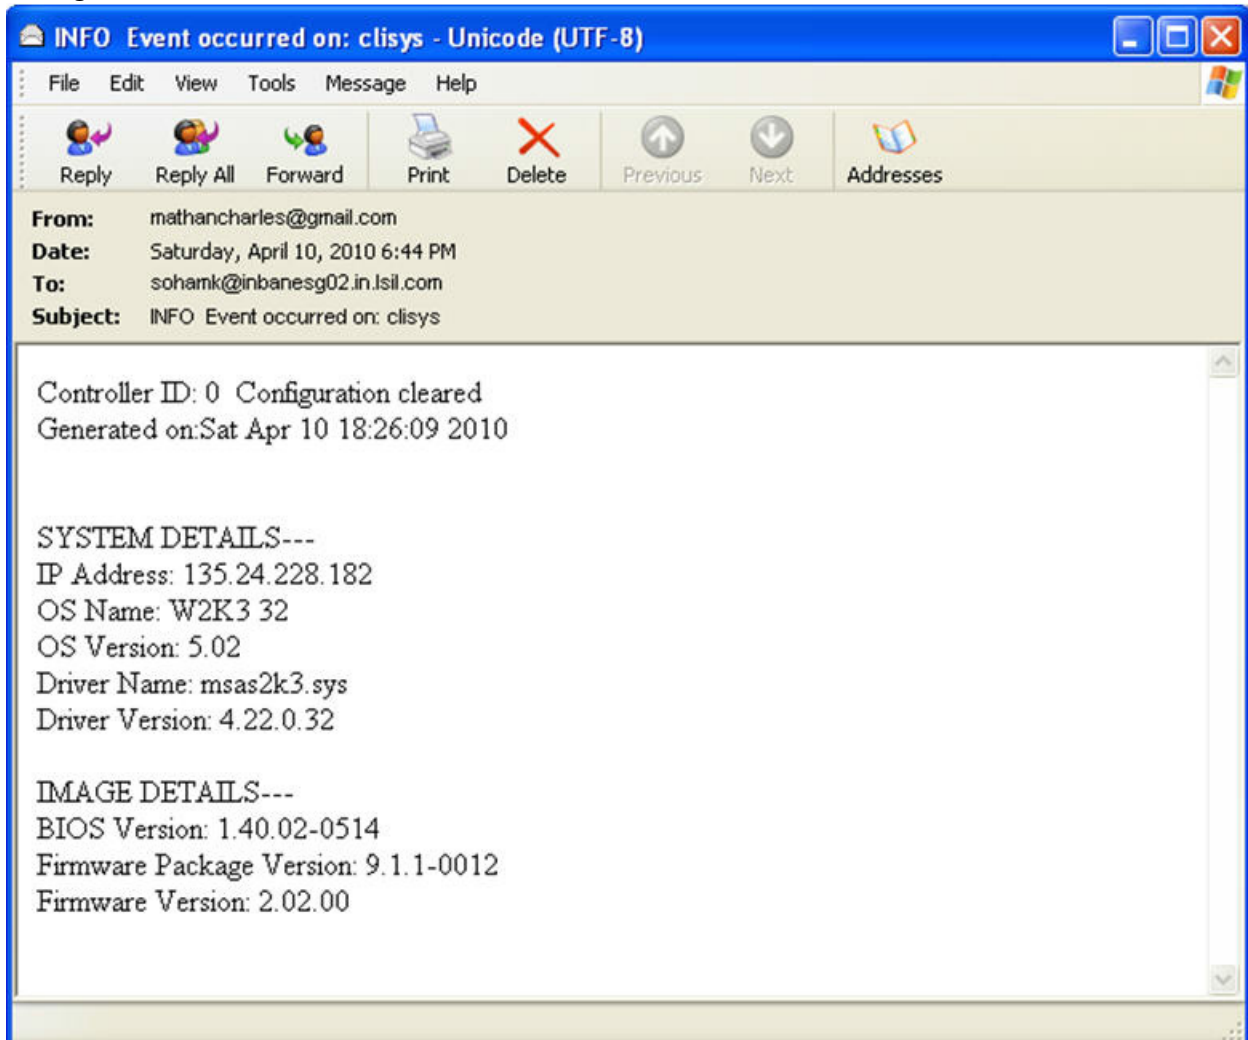 INFO  Event occurred on: clisys - Unicode (UTF-8)
File Edit View Tools Message Help
Reply Reply All Forward Print Delete Previous Next Addresses
From: mathancharles@gmail.com
Date: Saturday, April 10, 2010 6:44 PM
To: sohamk@inbanesg02.in.lsil.com
Subject: INFO  Event occurred on: clisys
Controller ID: 0  Configuration cleared
Generated on:Sat Apr 10 18:26:09 2010
SYSTEM DETAILS---
IP Address: 135.24.228.182
OS Name: W2K3 32
OS Version: 5.02
Driver Name: msas2k3.sys
Driver Version: 4.22.0.32
IMAGE DETAILS---
BIOS Version: 1.40.02-0514
Firmware Package Version: 9.1.1-0012
Firmware Version: 2.02.00